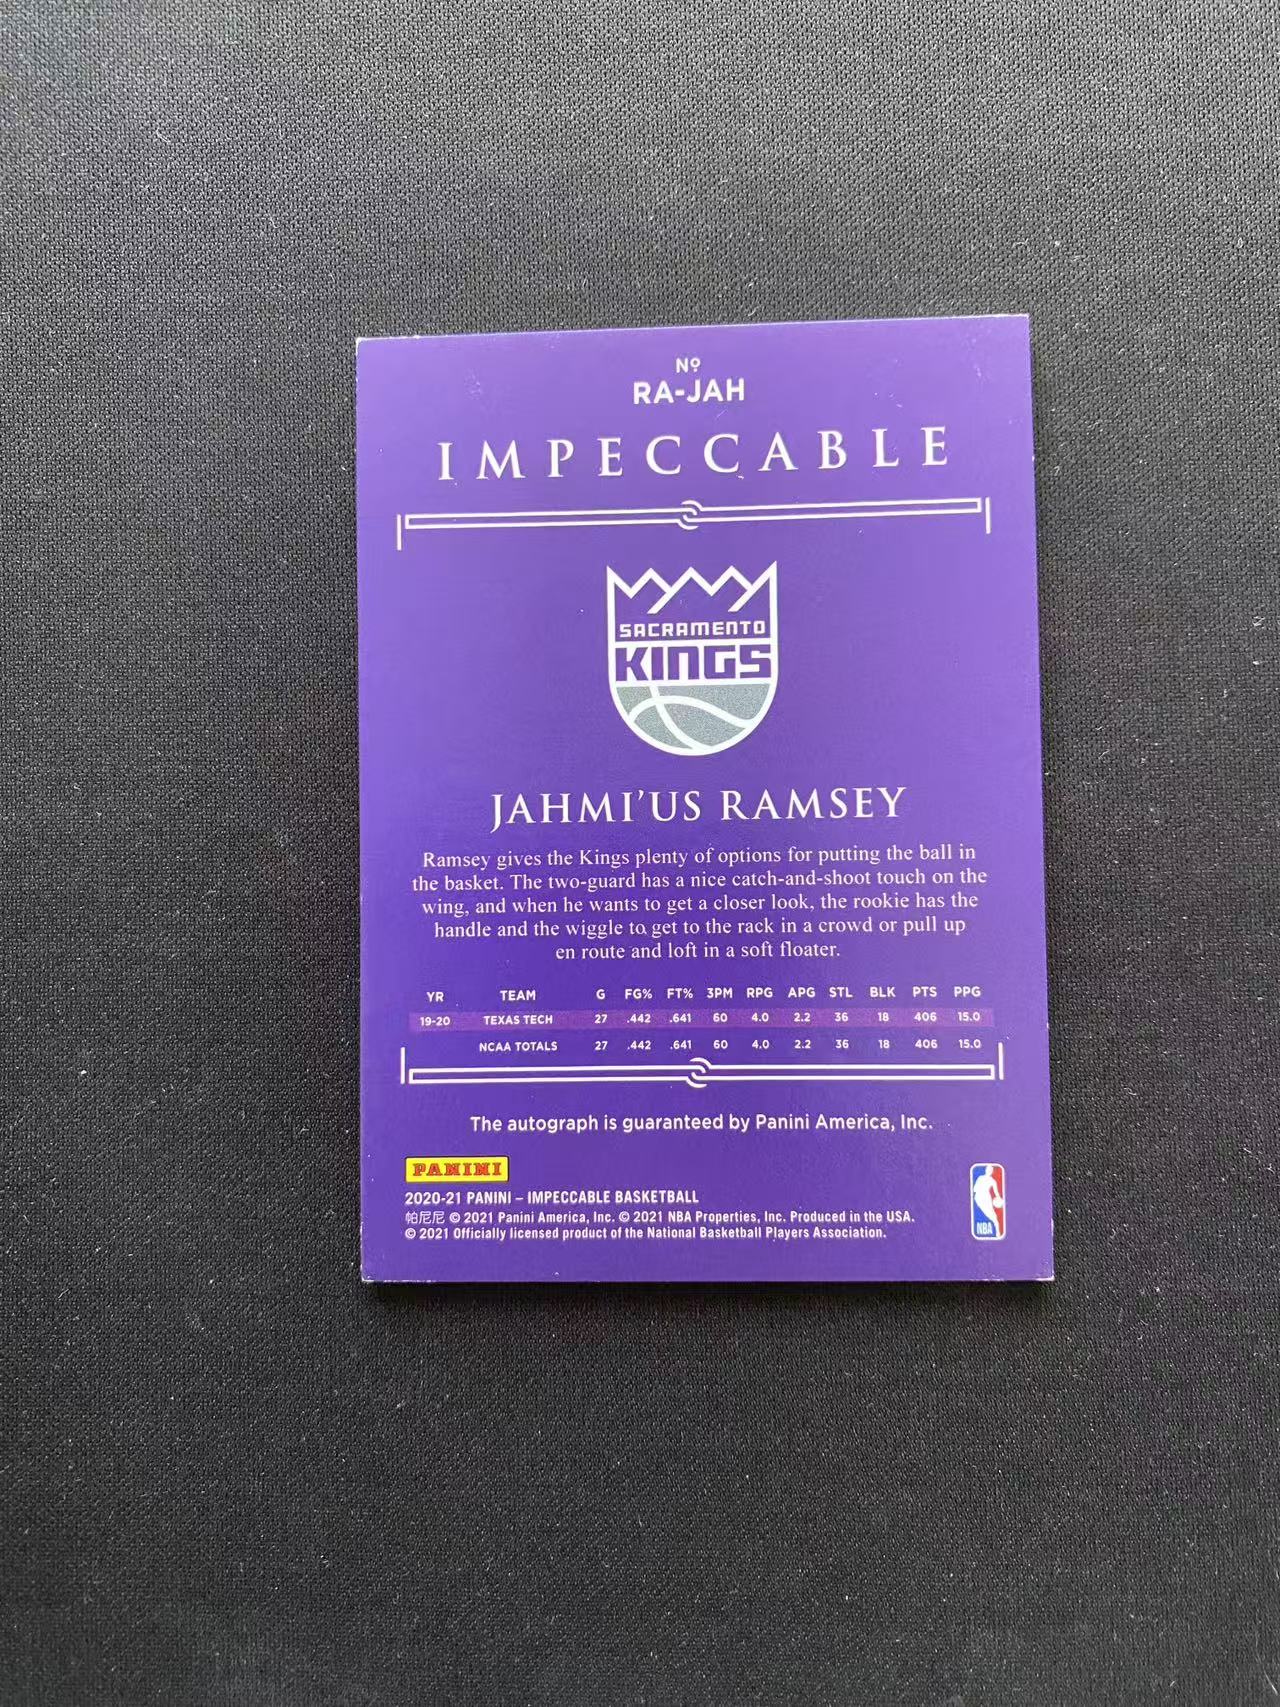 Nº
RA-JAH
IMPECCABLE
SACRAMENTO
KINGS
JAHMI'US RAMSEY
Ramsey gives the Kings plenty of options for putting the ball in
the basket. The two-guard has a nice catch-and-shoot touch on the
wing, and when he wants to get a closer look, the rookie has the
handle and the wiggle to get to the rack in a crowd or pull up
en route and loft in a soft floater.
YR TEAM G FG% FT% 3PM RPG APG STL BLK PTS PPG
19-20 TEXAS TECH 27 .442 .641 60 4.0 2.2 36 18 406 15.0
NCAA TOTALS 27 .442 .641 60 4.0 2.2 36 18 406 15.0
The autograph is guaranteed by Panini America, Inc.
PANINI
2020-21 PANINI – IMPECCABLE BASKETBALL
帕尼尼 © 2021 Panini America, Inc. © 2021 NBA Properties, Inc. Produced in the USA.
© 2021 Officially licensed product of the National Basketball Players Association.
NBA